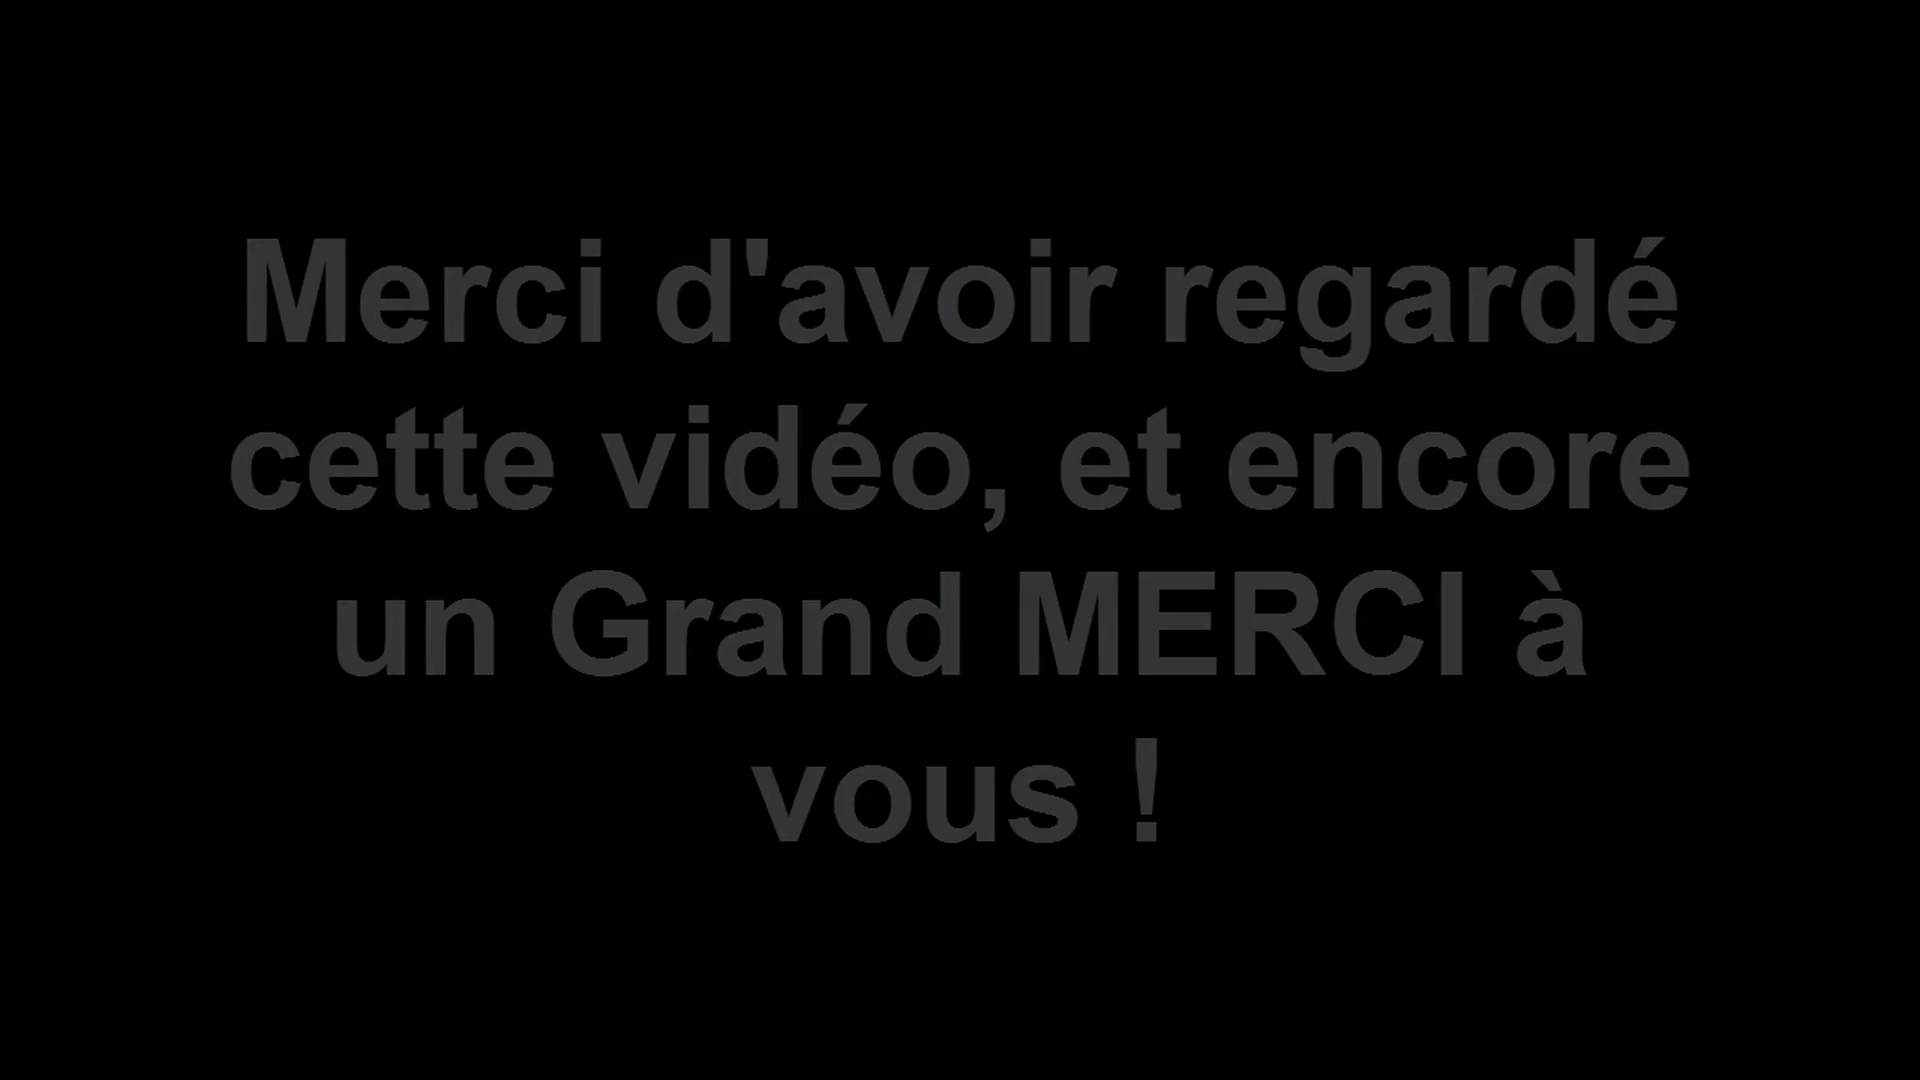 Merci d'avoir regardé
cette vidéo, et encore
un Grand MERCI à
vous !